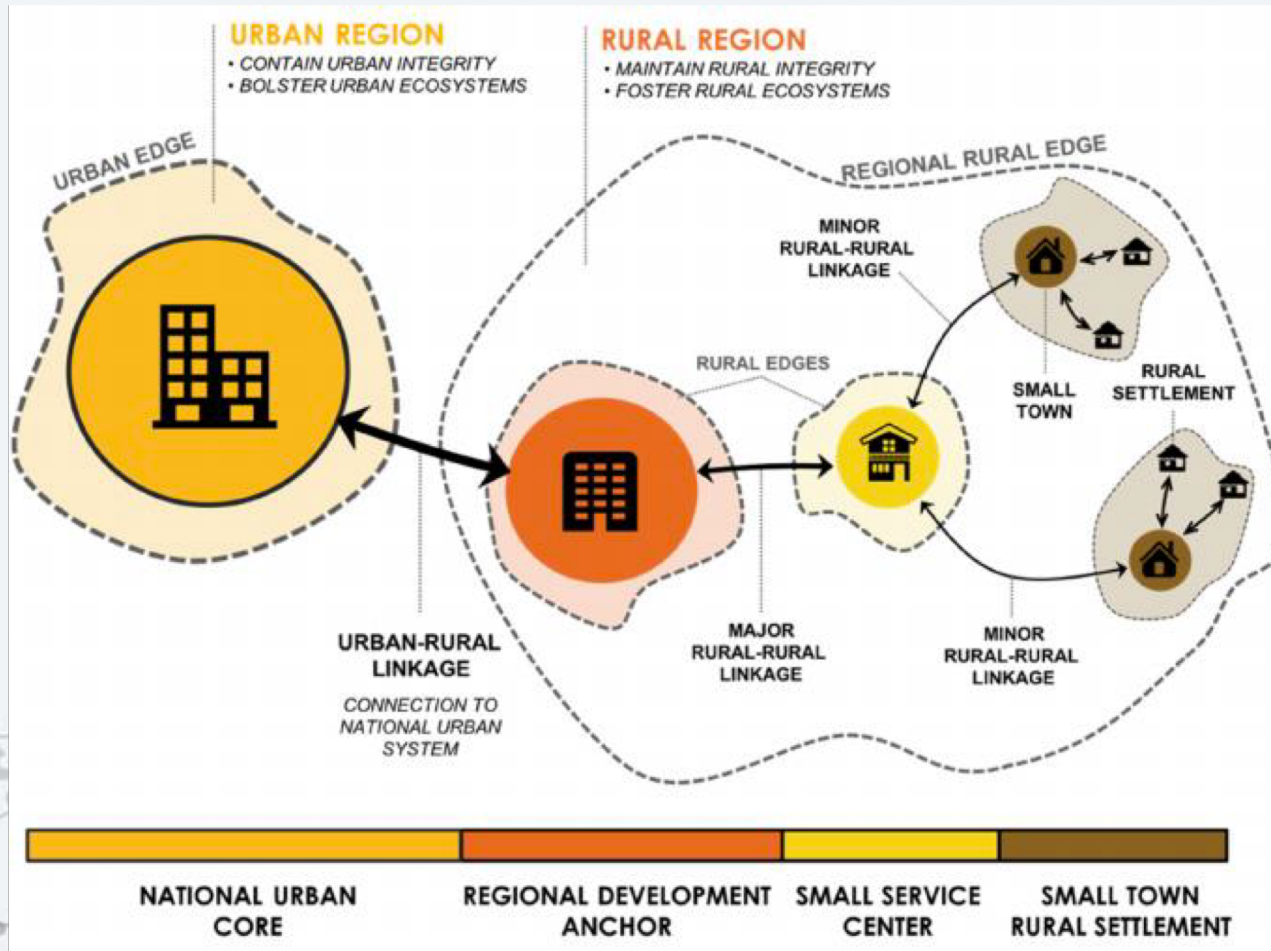 URBAN REGION
• CONTAIN URBAN INTEGRITY
• BOLSTER URBAN ECOSYSTEMS
RURAL REGION
• MAINTAIN RURAL INTEGRITY
• FOSTER RURAL ECOSYSTEMS
URBAN EDGE
REGIONAL RURAL EDGE
MINOR
RURAL-RURAL
LINKAGE
RURAL EDGES
SMALL
TOWN
RURAL
SETTLEMENT
URBAN-RURAL
LINKAGE
CONNECTION TO
NATIONAL URBAN
SYSTEM
MAJOR
RURAL-RURAL
LINKAGE
MINOR
RURAL-RURAL
LINKAGE
NATIONAL URBAN
CORE
REGIONAL DEVELOPMENT
ANCHOR
SMALL SERVICE
CENTER
SMALL TOWN
RURAL SETTLEMENT